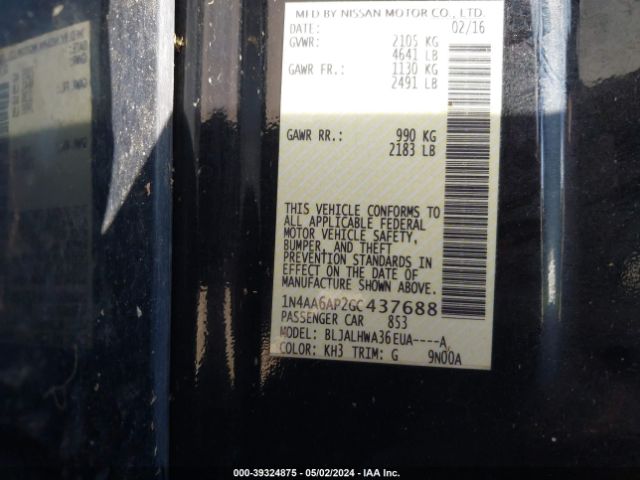 MFD BY NISSAN MOTOR CO., LTD.
DATE: 02/16
GVWR: 2105 KG
4641 LB
GAWR FR.: 1130 KG
2491 LB
GAWR RR.: 990 KG
2183 LB
THIS VEHICLE CONFORMS TO
ALL APPLICABLE FEDERAL
MOTOR VEHICLE SAFETY,
BUMPER, AND THEFT
PREVENTION STANDARDS IN
EFFECT ON THE DATE OF
MANUFACTURE SHOWN ABOVE.
1N4AA6AP2GC437688
PASSENGER CAR 853
MODEL: BLJALHWA36EUA----A
COLOR: KH3 TRIM: G 9N00A
000-39324875 - 05/02/2024 - IAA Inc.